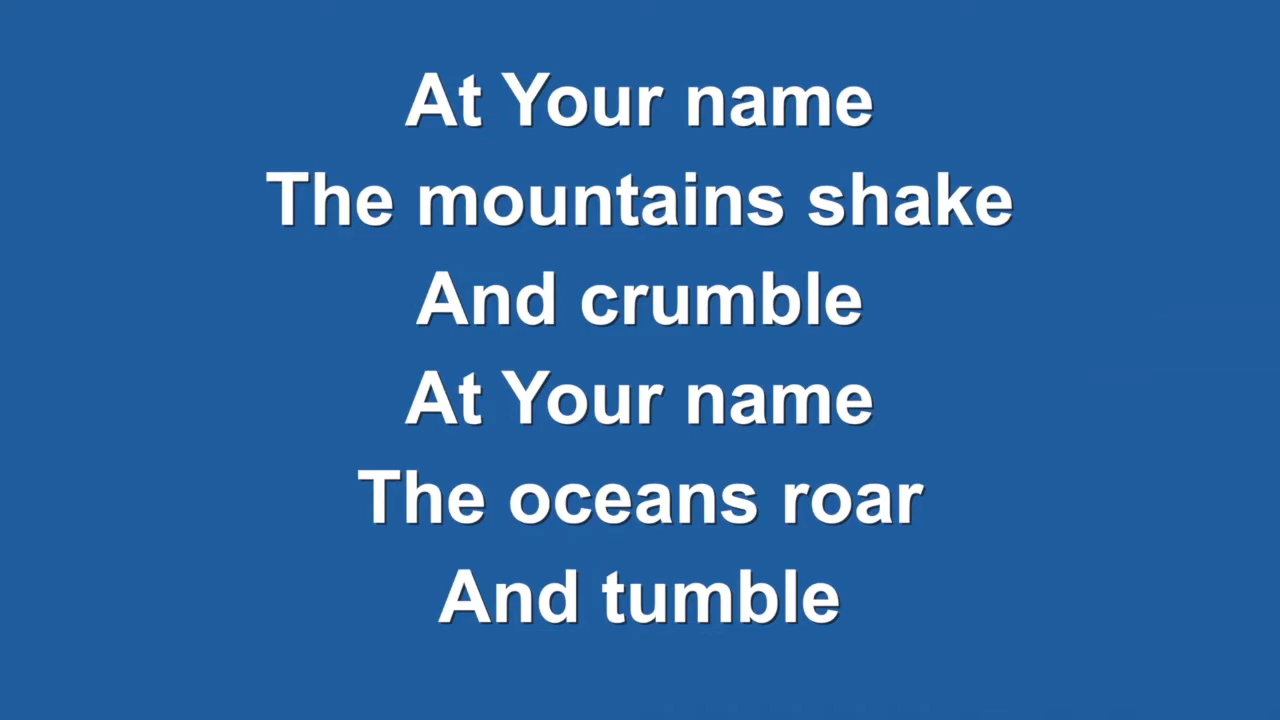 At Your name
The mountains shake
And crumble
At Your name
The oceans roar
And tumble